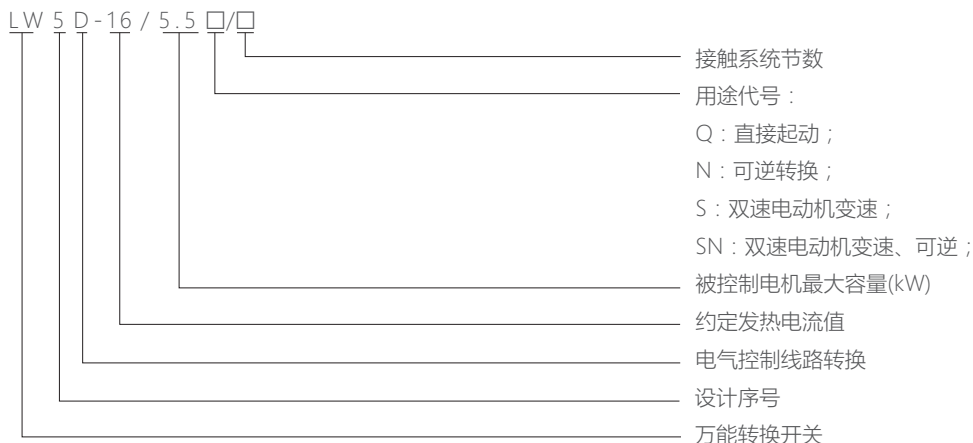 LW5D-16/5.5□/□
接触系统节数
用途代号：
Q：直接起动；
N：可逆转换；
S：双速电动机变速；
SN：双速电动机变速、可逆；
被控制电机最大容量(kW)
约定发热电流值
电气控制线路转换
设计序号
万能转换开关